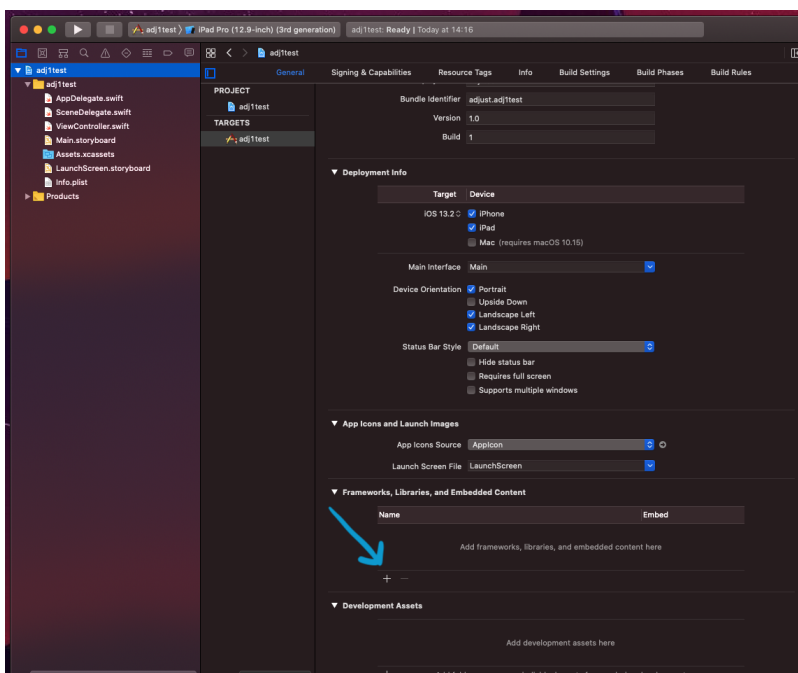 adj1test › iPad Pro (12.9-inch) (3rd generation) adj1test: Ready | Today at 14:16
adj1test
adj1test
adj1test
AppDelegate.swift
SceneDelegate.swift
ViewController.swift
Main.storyboard
Assets.xcassets
LaunchScreen.storyboard
Info.plist
Products
General Signing & Capabilities Resource Tags Info Build Settings Build Phases Build Rules
PROJECT
adj1test
TARGETS
adj1test
Bundle Identifier adjust.adj1test
Version 1.0
Build 1
Deployment Info
Target Device
iOS 13.2 iPhone
iPad
Mac (requires macOS 10.15)
Main Interface Main
Device Orientation Portrait
Upside Down
Landscape Left
Landscape Right
Status Bar Style Default
Hide status bar
Requires full screen
Supports multiple windows
App Icons and Launch Images
App Icons Source AppIcon
Launch Screen File LaunchScreen
Frameworks, Libraries, and Embedded Content
Name Embed
Add frameworks, libraries, and embedded content here
Development Assets
Add development assets here